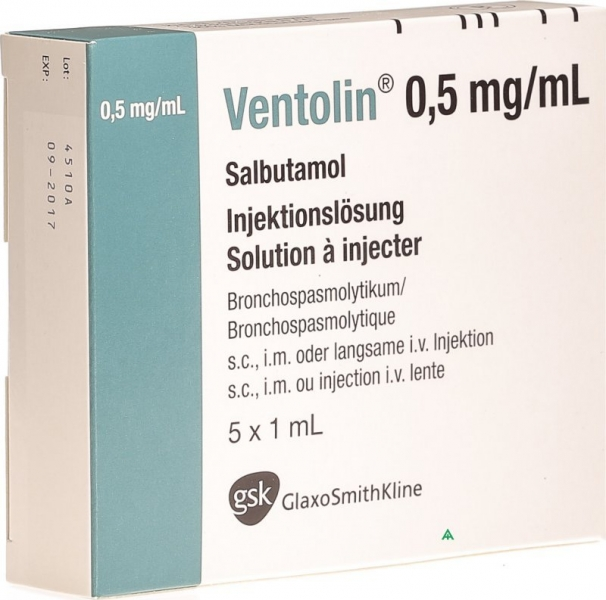 Lot: 4510A
EXP: 09-2017
0,5 mg/mL
Ventolin® 0,5 mg/mL
Salbutamol
Injektionslösung
Solution à injecter
Bronchospasmolytikum/
Bronchospasmolytique
s.c., i.m. oder langsame i.v. Injektion
s.c., i.m. ou injection i.v. lente
5 x 1 mL
gsk GlaxoSmithKline